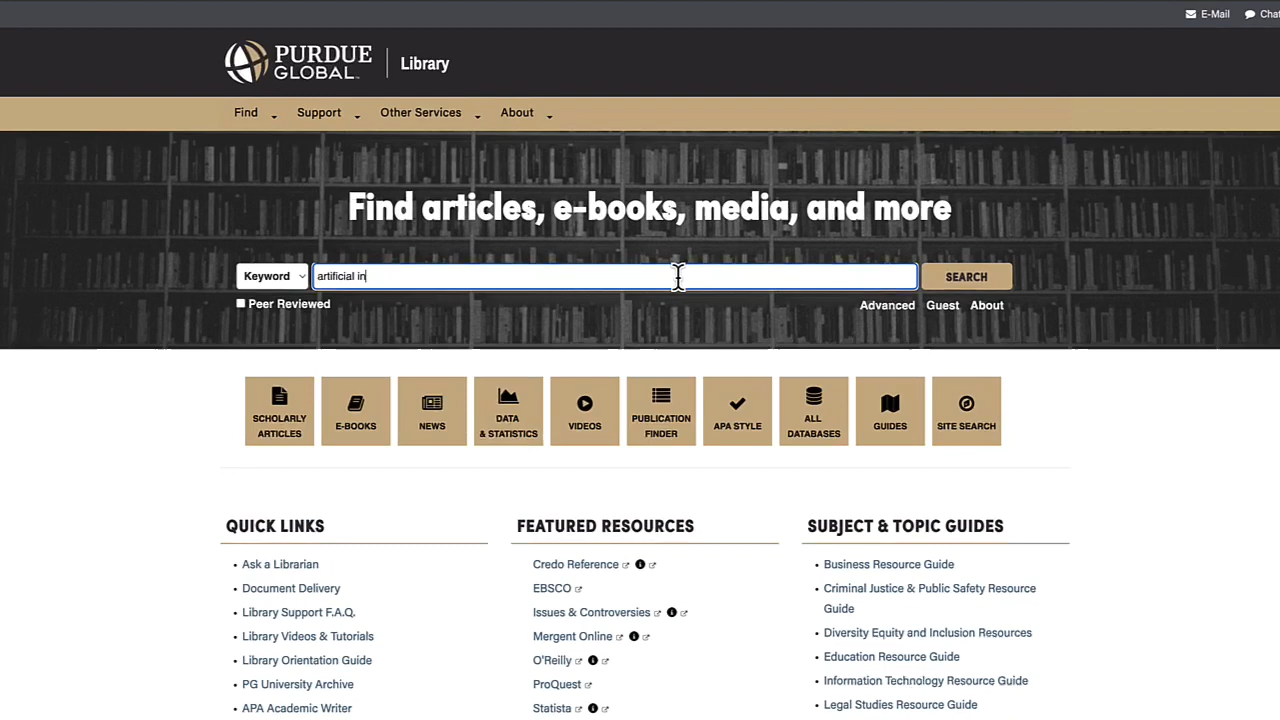 E-Mail Chat
PURDUE
GLOBAL™
Library
Find Support Other Services About
Find articles, e-books, media, and more
Keyword artificial in SEARCH
Peer Reviewed Advanced Guest About
SCHOLARLY
ARTICLES
E-BOOKS
NEWS
DATA
& STATISTICS
VIDEOS
PUBLICATION
FINDER
APA STYLE
ALL
DATABASES
GUIDES
SITE SEARCH
QUICK LINKS
Ask a Librarian
Document Delivery
Library Support F.A.Q.
Library Videos & Tutorials
Library Orientation Guide
PG University Archive
APA Academic Writer
FEATURED RESOURCES
Credo Reference
EBSCO
Issues & Controversies
Mergent Online
O'Reilly
ProQuest
Statista
SUBJECT & TOPIC GUIDES
Business Resource Guide
Criminal Justice & Public Safety Resource
Guide
Diversity Equity and Inclusion Resources
Education Resource Guide
Information Technology Resource Guide
Legal Studies Resource Guide